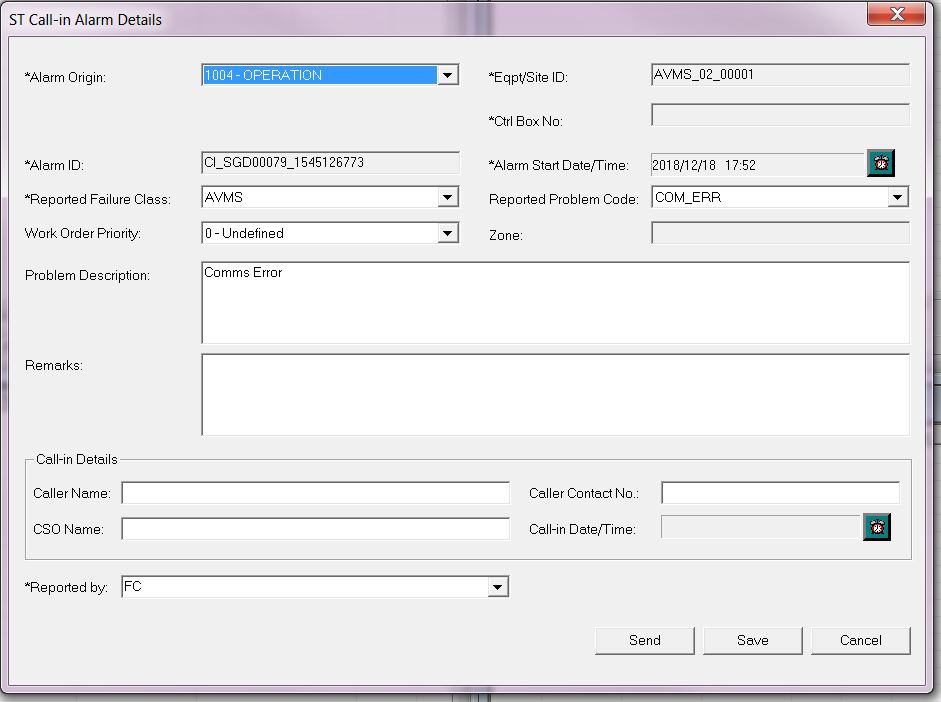 ST Call-in Alarm Details
*Alarm Origin: 1004 - OPERATION *Eqpt/Site ID: AVMS_02_00001
*Ctrl Box No:
*Alarm ID: CI_SGD00079_1545126773 *Alarm Start Date/Time: 2018/12/18 17:52
*Reported Failure Class: AVMS Reported Problem Code: COM_ERR
Work Order Priority: 0 - Undefined Zone:
Problem Description: Comms Error
Remarks:
Call-in Details
Caller Name: Caller Contact No.:
CSO Name: Call-in Date/Time:
*Reported by: FC
Send Save Cancel